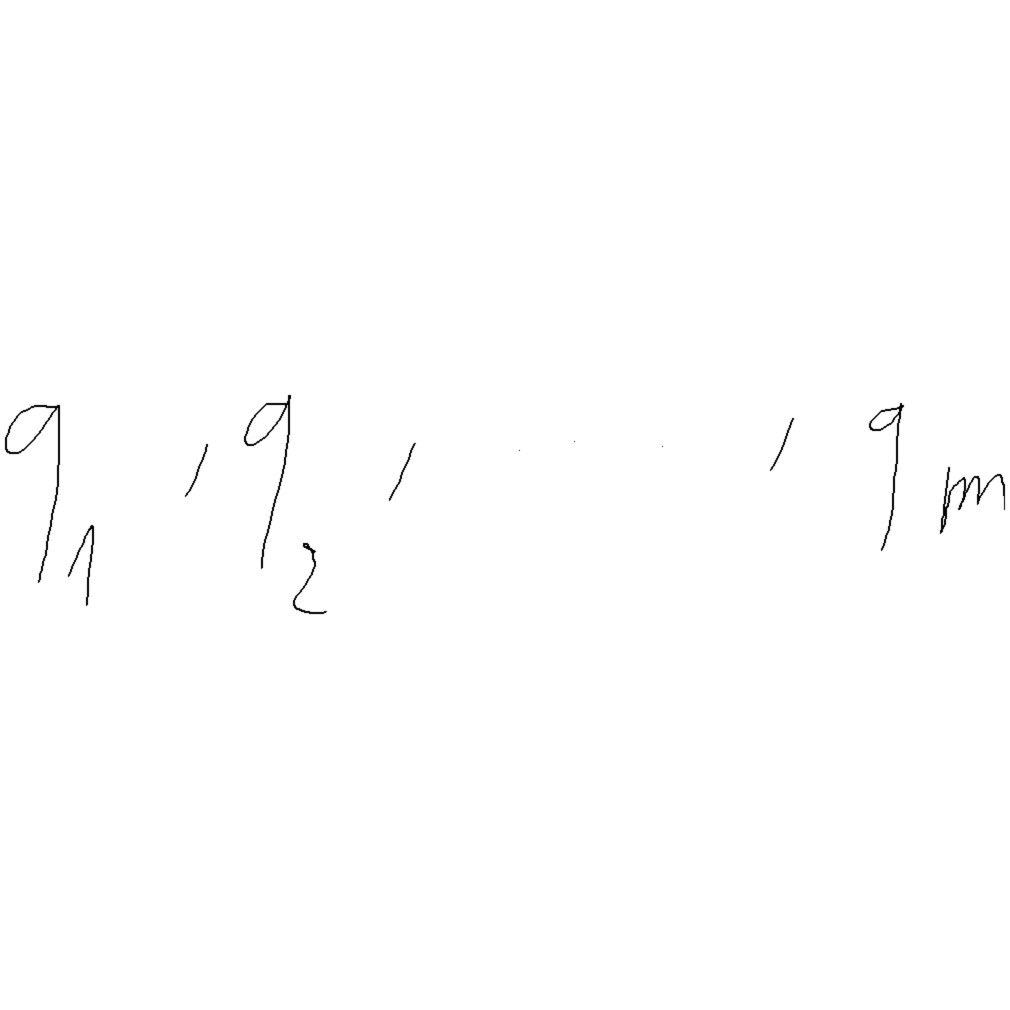 q₁, q₂, . . . , qₘ